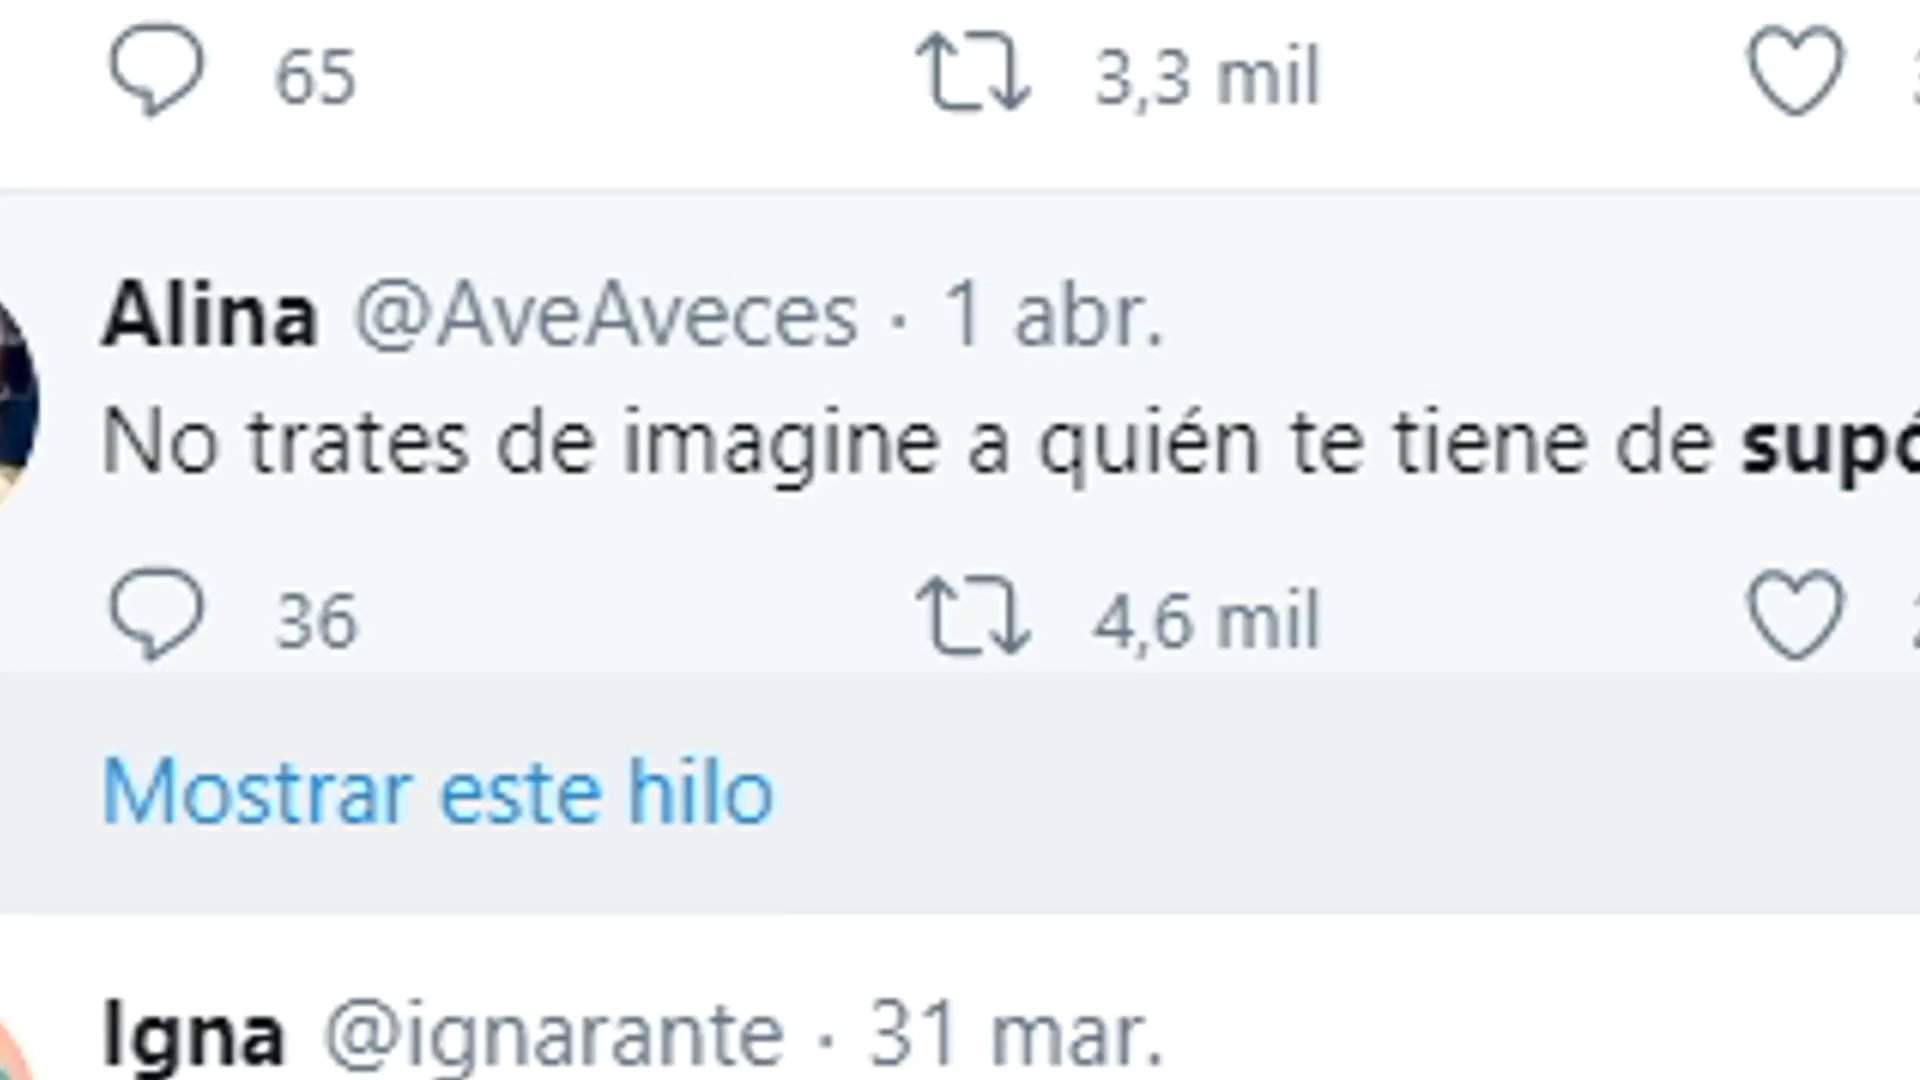 65 3,3 mil
Alina @AveAveces · 1 abr.
No trates de imagine a quién te tiene de
36 4,6 mil
Mostrar este hilo
Igna @ignarante · 31 mar.